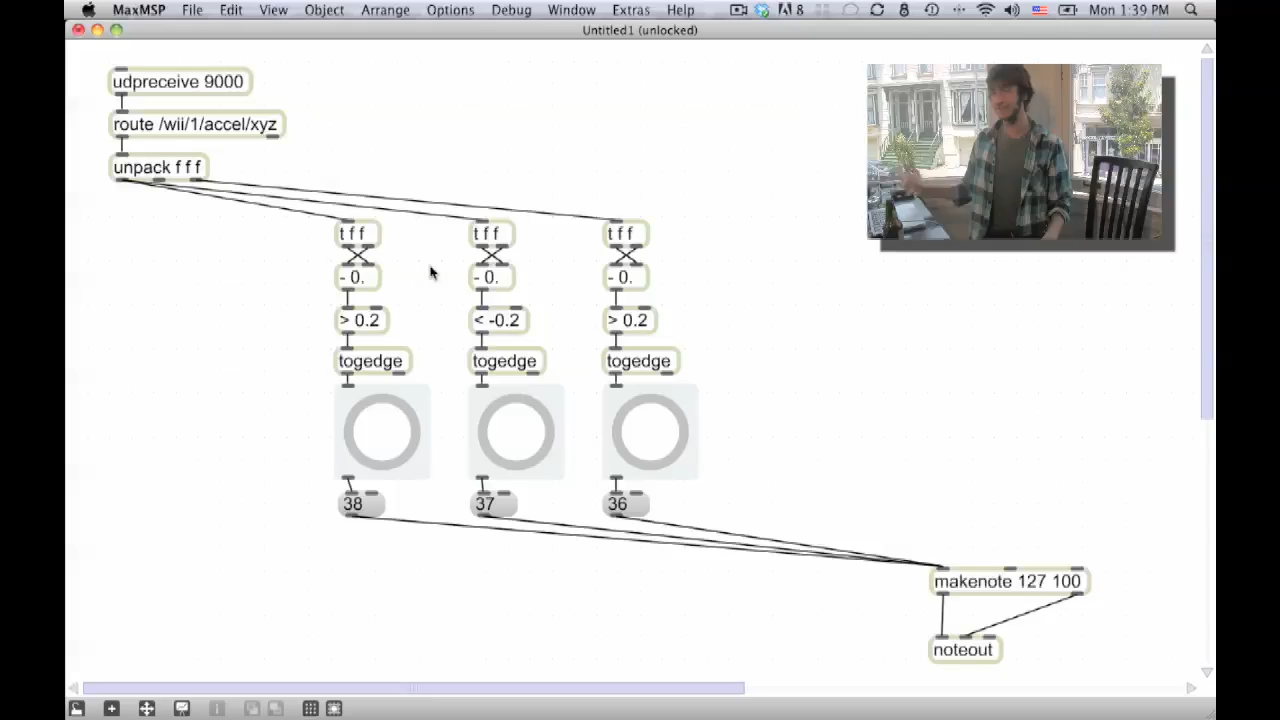 MaxMSP File Edit View Object Arrange Options Debug Window Extras Help 8 Mon 1:39 PM
Untitled1 (unlocked)
udpreceive 9000
route /wii/1/accel/xyz
unpack f f f
t f f t f f t f f
- 0. - 0. - 0.
> 0.2 < -0.2 > 0.2
togedge togedge togedge
38 37 36
makenote 127 100
noteout